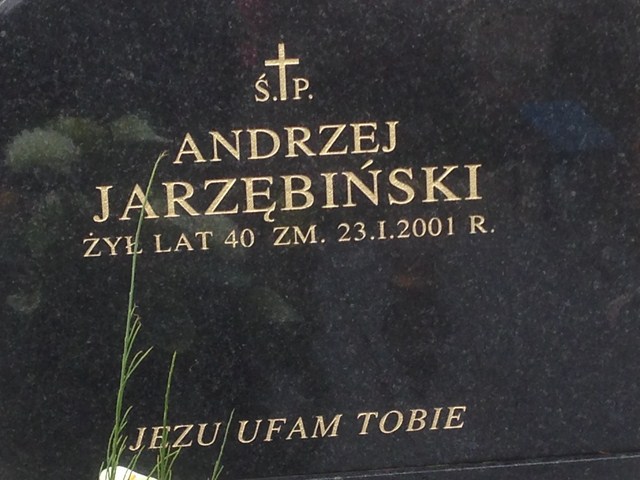 Ś.P.
ANDRZEJ
JARZĘBIŃSKI
ŻYŁ LAT 40 ZM. 23.I.2001 R.
JEZU UFAM TOBIE